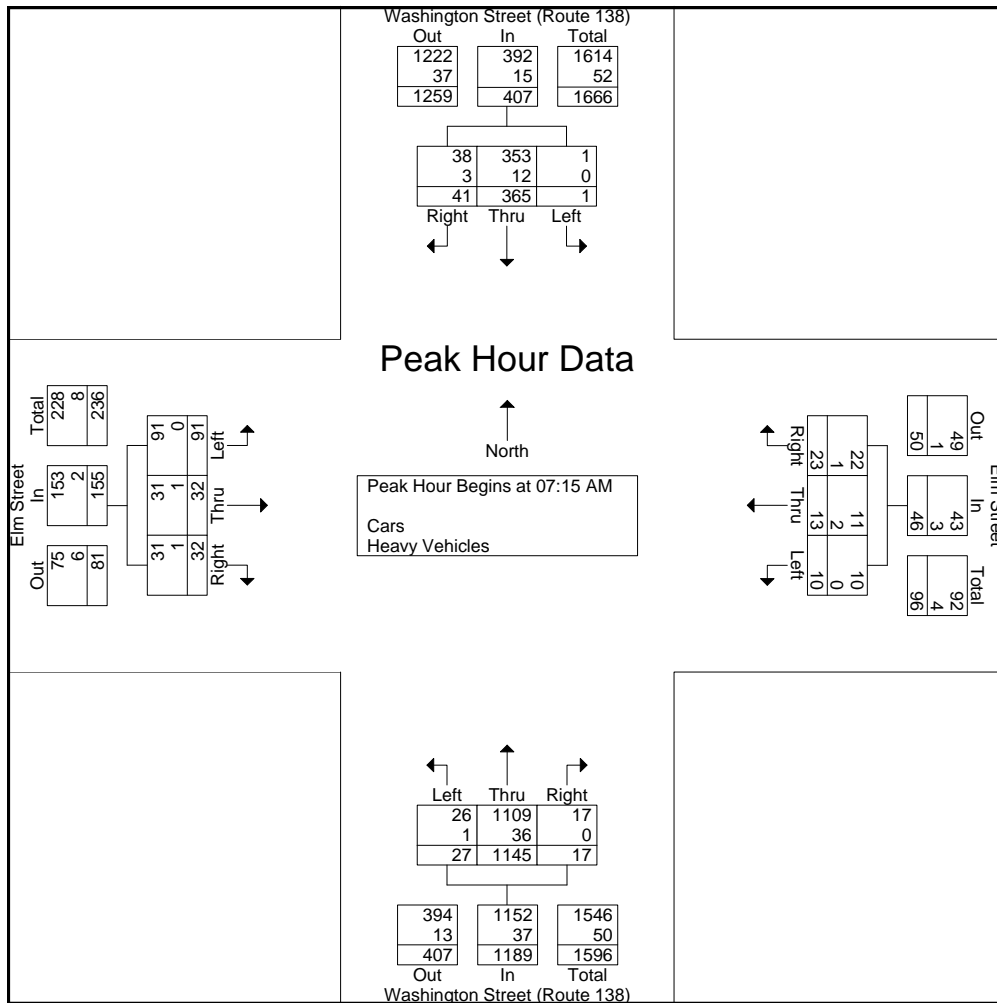 Washington Street (Route 138)
Out In Total
1222 392 1614
37 15 52
1259 407 1666
38 353 1
3 12 0
41 365 1
Right Thru Left
Peak Hour Data
North
Peak Hour Begins at 07:15 AM
Cars
Heavy Vehicles
Elm Street
Out In Total
75 153 228
6 2 8
81 155 236
Right Thru Left
31 31 91
1 1 0
32 32 91
Elm Street
Out In Total
49 43 92
1 3 4
50 46 96
22 11 10
1 2 0
23 13 10
Right Thru Left
Left Thru Right
26 1109 17
1 36 0
27 1145 17
394 1152 1546
13 37 50
407 1189 1596
Out In Total
Washington Street (Route 138)